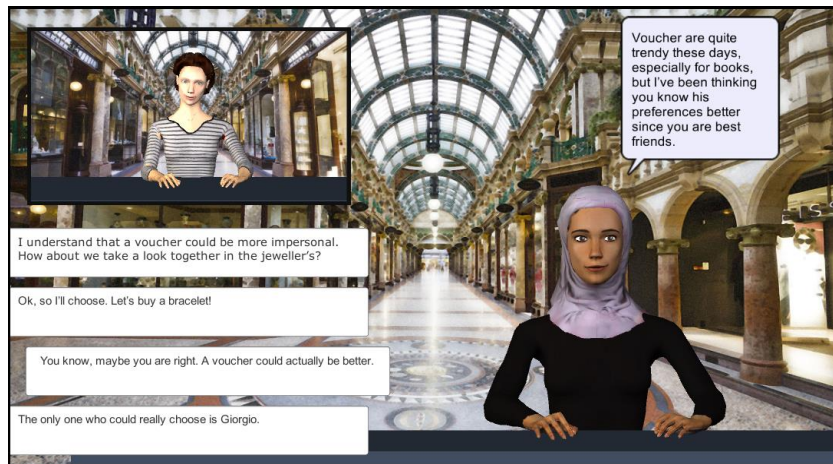 Voucher are quite
trendy these days,
especially for books,
but I've been thinking
you know his
preferences better
since you are best
friends.
I understand that a voucher could be more impersonal.
How about we take a look together in the jeweller's?
Ok, so I'll choose. Let's buy a bracelet!
You know, maybe you are right. A voucher could actually be better.
The only one who could really choose is Giorgio.